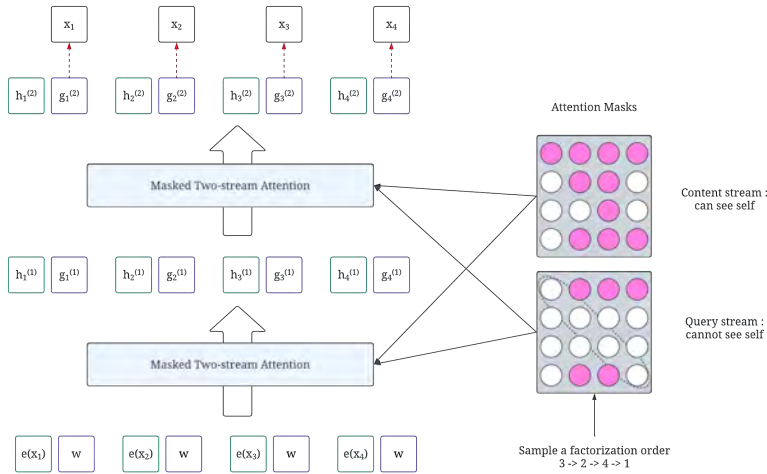 x₁ x₂ x₃ x₄
h₁⁽²⁾ g₁⁽²⁾ h₂⁽²⁾ g₂⁽²⁾ h₃⁽²⁾ g₃⁽²⁾ h₄⁽²⁾ g₄⁽²⁾
Attention Masks
Masked Two-stream Attention
Content stream :
can see self
h₁⁽¹⁾ g₁⁽¹⁾ h₂⁽¹⁾ g₂⁽¹⁾ h₃⁽¹⁾ g₃⁽¹⁾ h₄⁽¹⁾ g₄⁽¹⁾
Query stream :
cannot see self
Masked Two-stream Attention
e(x₁) w e(x₂) w e(x₃) w e(x₄) w
Sample a factorization order
3 -> 2 -> 4 -> 1